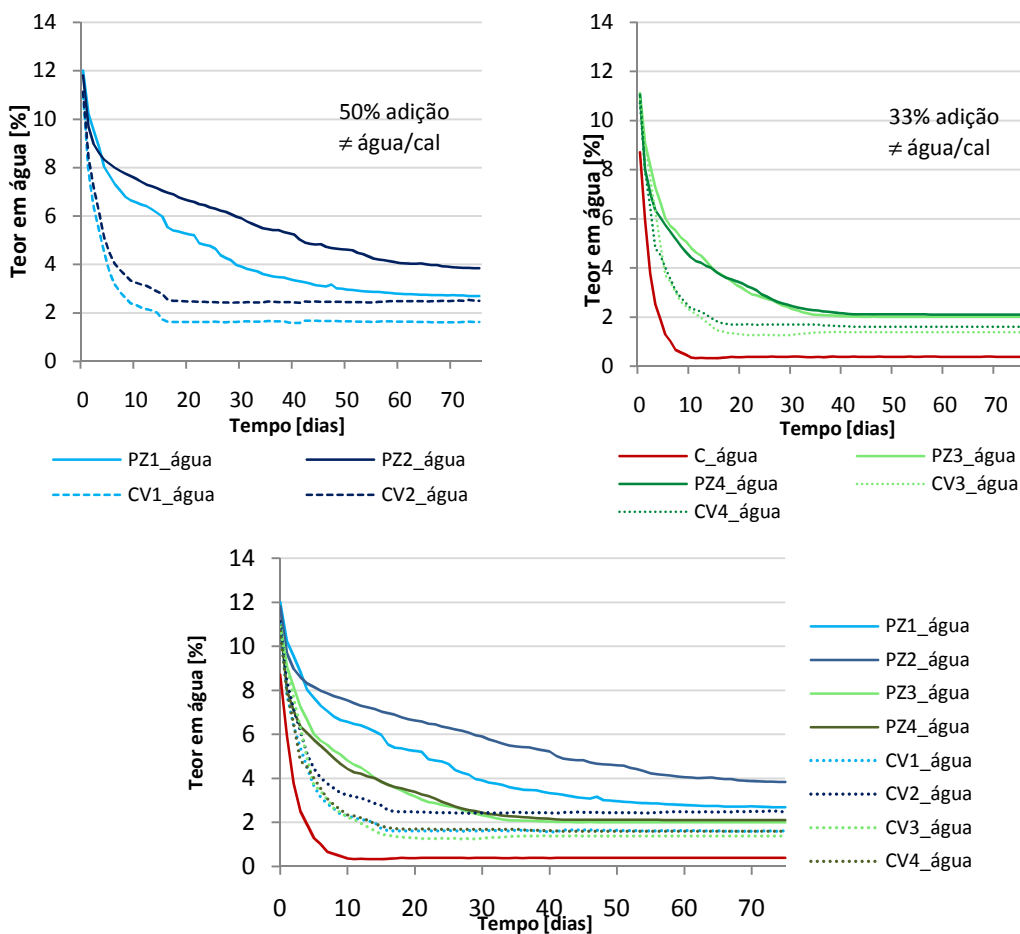 14
12
10
8
6
4
2
0
Teor em água [%]
50% adição
≠ água/cal
0 10 20 30 40 50 60 70
Tempo [dias]
PZ1_água PZ2_água
CV1_água CV2_água
14
12
10
8
6
4
2
0
Teor em água [%]
33% adição
≠ água/cal
0 10 20 30 40 50 60 70
Tempo [dias]
C_água PZ3_água
PZ4_água CV3_água
CV4_água
14
12
10
8
6
4
2
0
Teor em água [%]
0 10 20 30 40 50 60 70
Tempo [dias]
PZ1_água
PZ2_água
PZ3_água
PZ4_água
CV1_água
CV2_água
CV3_água
CV4_água